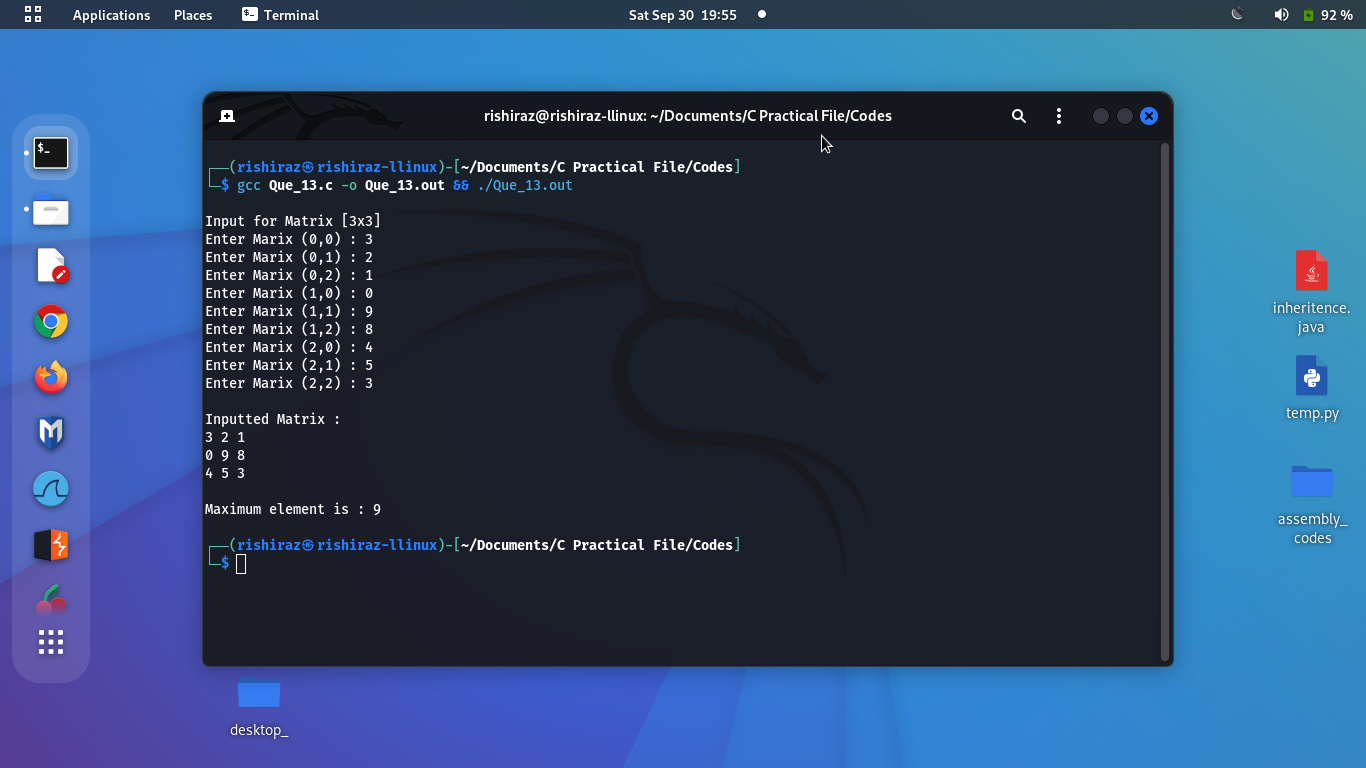 Applications Places Terminal Sat Sep 30 19:55 92 %
rishiraz@rishiraz-llinux: ~/Documents/C Practical File/Codes
$_-
┌──(rishiraz㉿rishiraz-llinux)-[~/Documents/C Practical File/Codes]
└─$ gcc Que_13.c -o Que_13.out && ./Que_13.out
Input for Matrix [3x3]
Enter Marix (0,0) : 3
Enter Marix (0,1) : 2
Enter Marix (0,2) : 1
Enter Marix (1,0) : 0
Enter Marix (1,1) : 9
Enter Marix (1,2) : 8
Enter Marix (2,0) : 4
Enter Marix (2,1) : 5
Enter Marix (2,2) : 3
Inputted Matrix :
3 2 1
0 9 8
4 5 3
Maximum element is : 9
┌──(rishiraz㉿rishiraz-llinux)-[~/Documents/C Practical File/Codes]
└─$
inheritence.
java
temp.py
assembly_
codes
desktop_